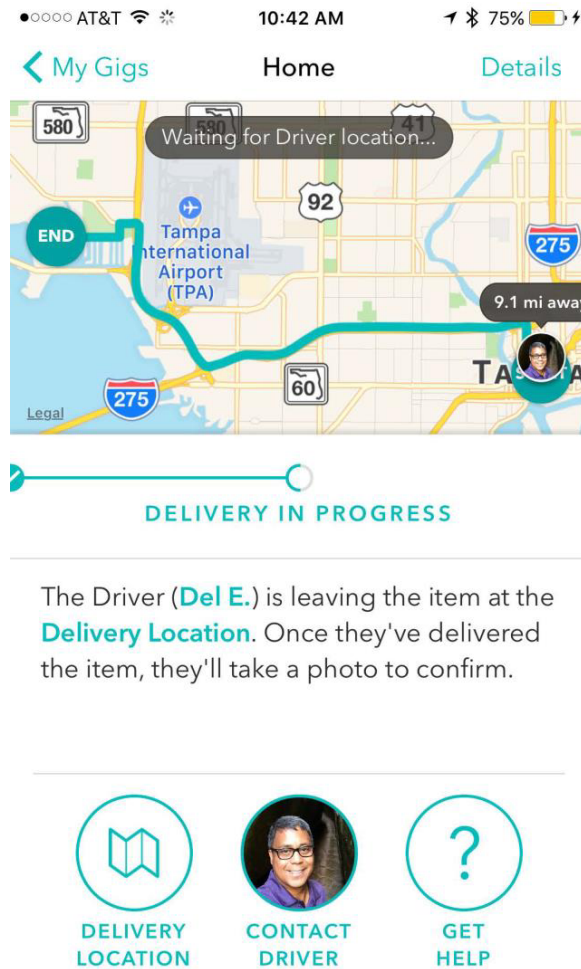 AT&T 10:42 AM 75%
My Gigs Home Details
580 580 41
Waiting for Driver location...
92
END
Tampa
International
Airport
(TPA)
275
9.1 mi awa
60
TA
275
Legal
DELIVERY IN PROGRESS
The Driver (Del E.) is leaving the item at the
Delivery Location. Once they've delivered
the item, they'll take a photo to confirm.
?
DELIVERY
LOCATION
CONTACT
DRIVER
GET
HELP